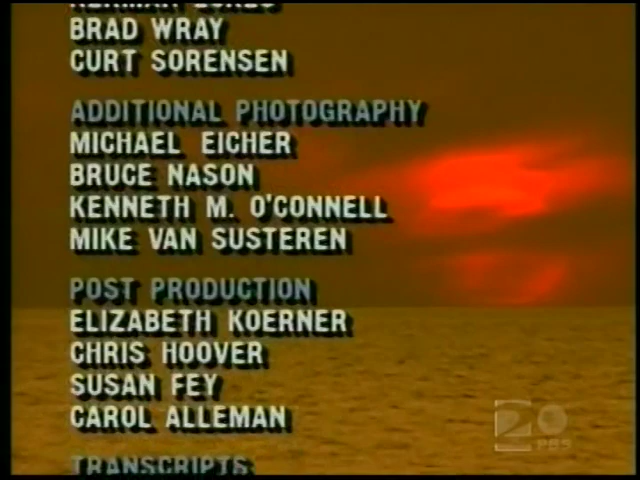 BRAD WRAY
CURT SORENSEN
ADDITIONAL PHOTOGRAPHY
MICHAEL EICHER
BRUCE NASON
KENNETH M. O'CONNELL
MIKE VAN SUSTEREN
POST PRODUCTION
ELIZABETH KOERNER
CHRIS HOOVER
SUSAN FEY
CAROL ALLEMAN
TRANSCRIPTS
20
PBS